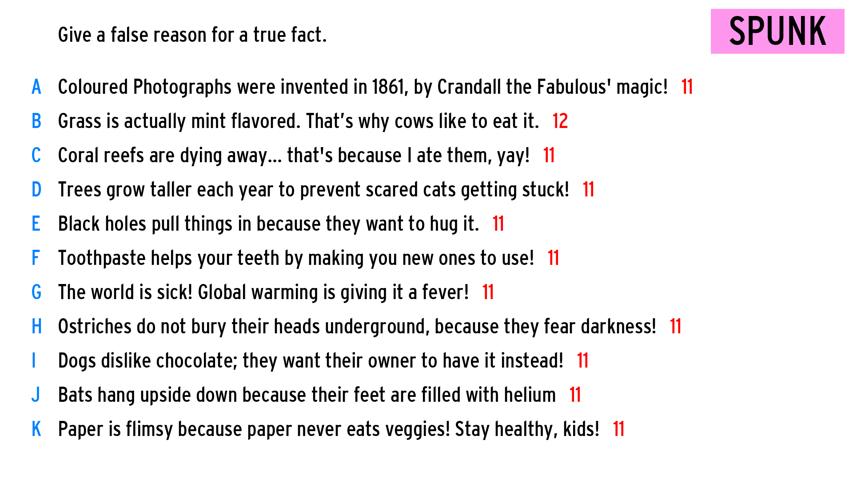 Give a false reason for a true fact.
SPUNK
A Coloured Photographs were invented in 1861, by Crandall the Fabulous' magic! 11
B Grass is actually mint flavored. That's why cows like to eat it. 12
C Coral reefs are dying away... that's because I ate them, yay! 11
D Trees grow taller each year to prevent scared cats getting stuck! 11
E Black holes pull things in because they want to hug it. 11
F Toothpaste helps your teeth by making you new ones to use! 11
G The world is sick! Global warming is giving it a fever! 11
H Ostriches do not bury their heads underground, because they fear darkness! 11
I Dogs dislike chocolate; they want their owner to have it instead! 11
J Bats hang upside down because their feet are filled with helium 11
K Paper is flimsy because paper never eats veggies! Stay healthy, kids! 11